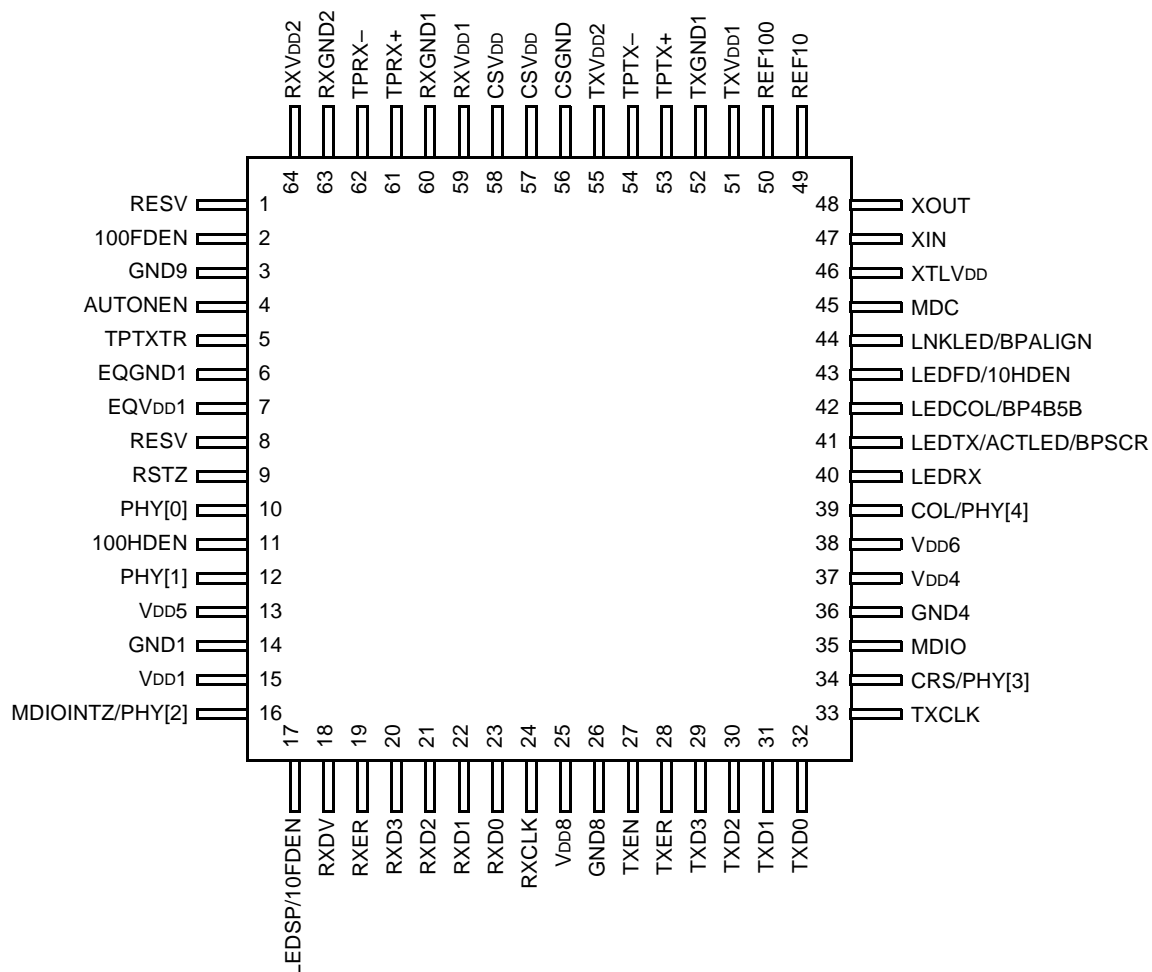 RXVDD2
RXGND2
TPRX–
TPRX+
RXGND1
RXVDD1
CSVDD
CSVDD
CSGND
TXVDD2
TPTX–
TPTX+
TXGND1
TXVDD1
REF100
REF10
64
63
62
61
60
59
58
57
56
55
54
53
52
51
50
49
RESV 1
100FDEN 2
GND9 3
AUTONEN 4
TPTXTR 5
EQGND1 6
EQVDD1 7
RESV 8
RSTZ 9
PHY[0] 10
100HDEN 11
PHY[1] 12
VDD5 13
GND1 14
VDD1 15
MDIOINTZ/PHY[2] 16
48 XOUT
47 XIN
46 XTLVDD
45 MDC
44 LNKLED/BPALIGN
43 LEDFD/10HDEN
42 LEDCOL/BP4B5B
41 LEDTX/ACTLED/BPSCR
40 LEDRX
39 COL/PHY[4]
38 VDD6
37 VDD4
36 GND4
35 MDIO
34 CRS/PHY[3]
33 TXCLK
17
18
19
20
21
22
23
24
25
26
27
28
29
30
31
32
LEDSP/10FDEN
RXDV
RXER
RXD3
RXD2
RXD1
RXD0
RXCLK
VDD8
GND8
TXEN
TXER
TXD3
TXD2
TXD1
TXD0